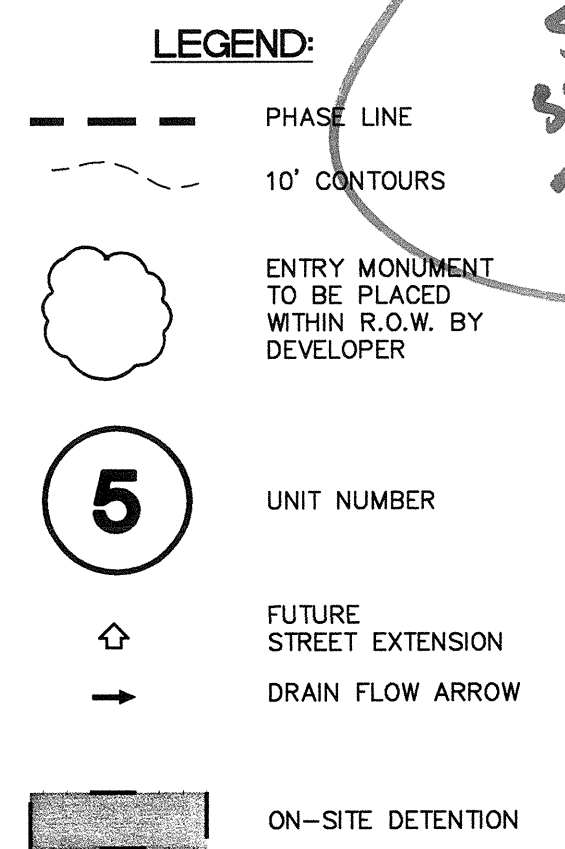 LEGEND:
PHASE LINE
10' CONTOURS
ENTRY MONUMENT
TO BE PLACED
WITHIN R.O.W. BY
DEVELOPER
5
UNIT NUMBER
FUTURE
STREET EXTENSION
DRAIN FLOW ARROW
ON-SITE DETENTION